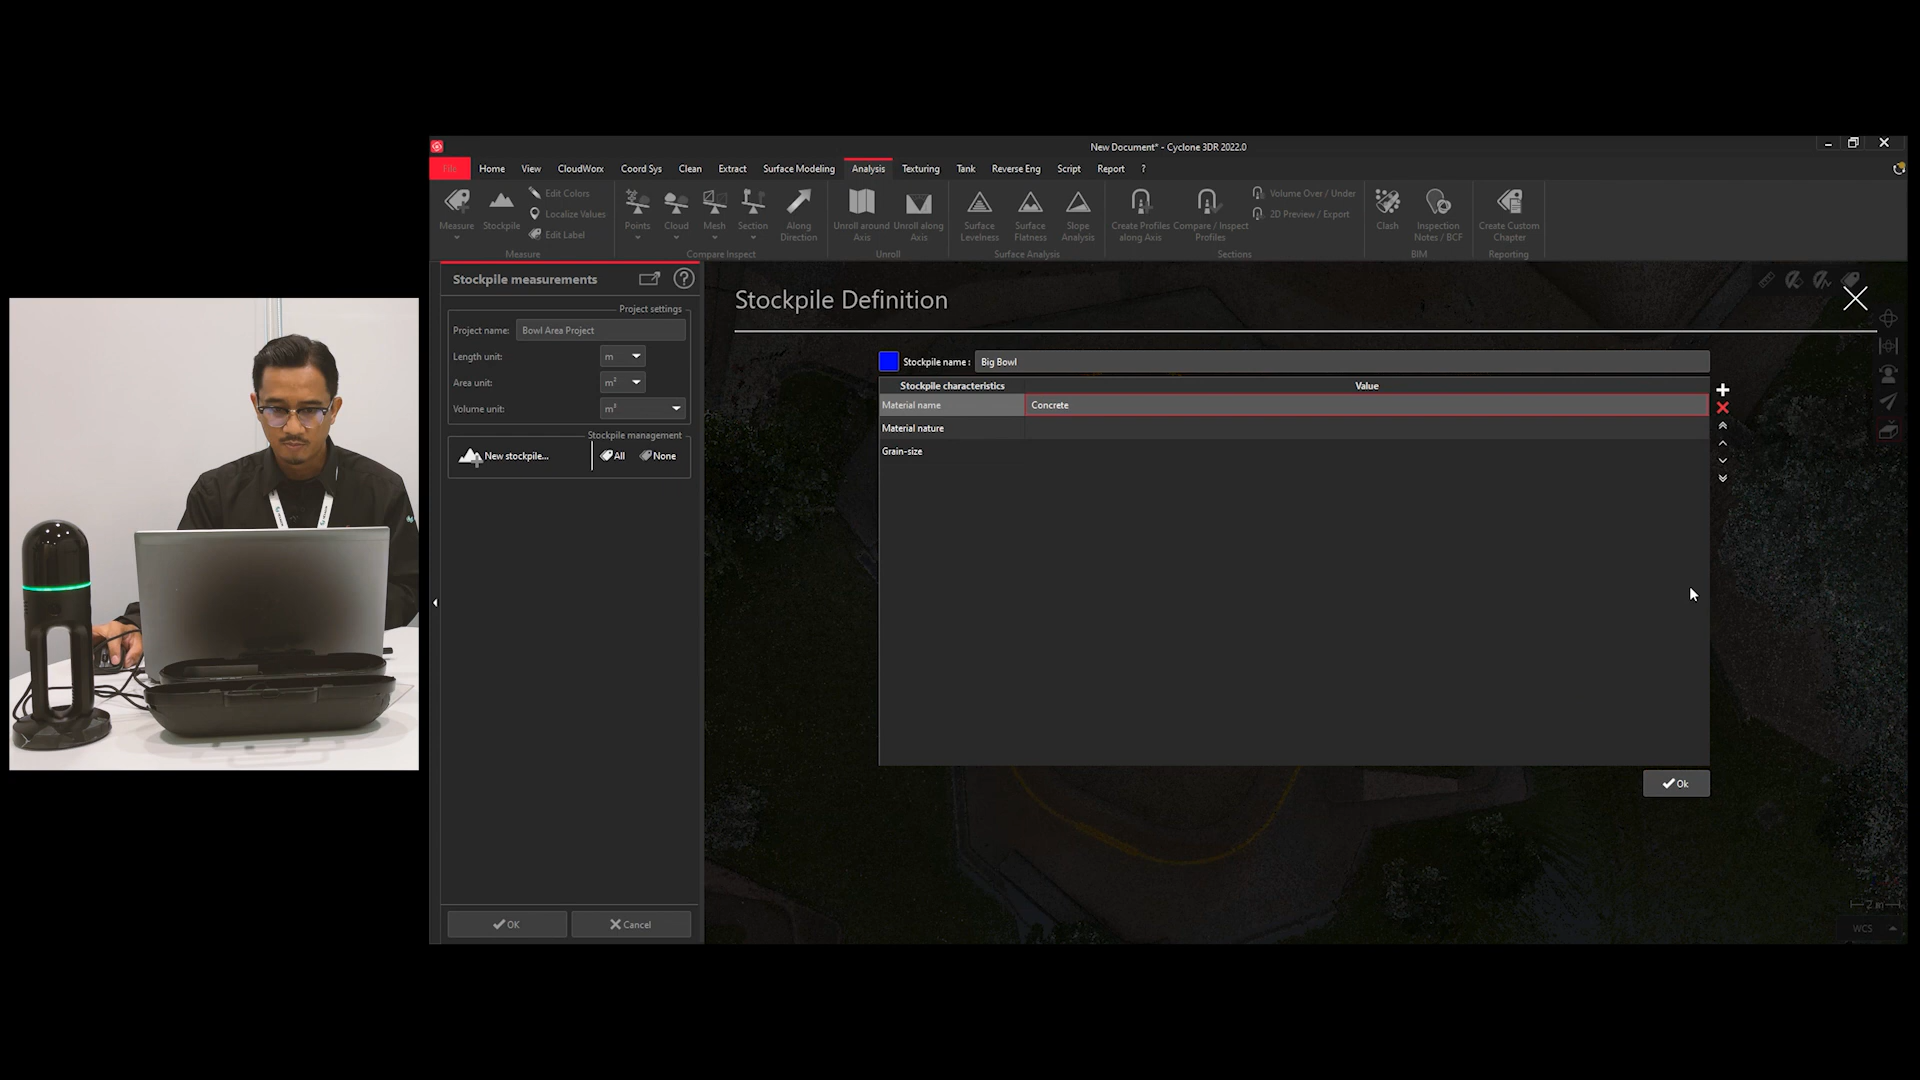 New Document* - Cyclone 3DR 2022.0
File Home View CloudWorx Coord Sys Clean Extract Surface Modeling Analysis Texturing Tank Reverse Eng Script Report ?
Measure
Stockpile
Edit Colors
Localize Values
Edit Label
Measure
Points
Cloud
Mesh
Section
Along
Direction
Compare Inspect
Unroll around
Axis
Unroll along
Axis
Unroll
Surface
Levelness
Surface
Flatness
Slope
Analysis
Surface Analysis
Create Profiles
along Axis
Compare / Inspect
Profiles
Volume Over / Under
2D Preview / Export
Sections
Clash
Inspection
Notes / BCF
BIM
Create Custom
Chapter
Reporting
Stockpile measurements
Project settings
Project name: Bowl Area Project
Length unit: m
Area unit: m²
Volume unit: m³
Stockpile management
New stockpile... All None
OK Cancel
Stockpile Definition
Stockpile name : Big Bowl
Stockpile characteristics Value
Material name Concrete
Material nature
Grain-size
Ok
2 m
WCS